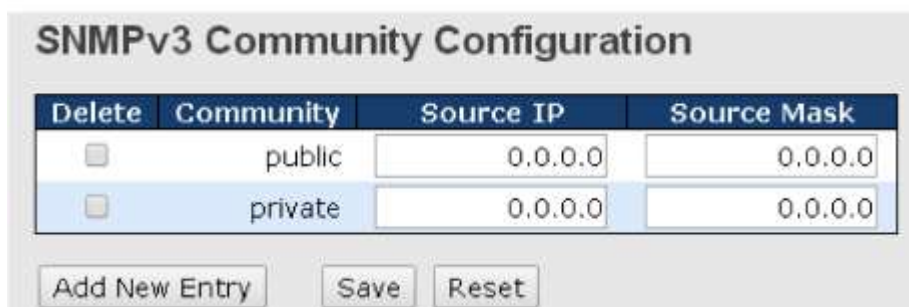 SNMPv3 Community Configuration
Delete Community Source IP Source Mask
public 0.0.0.0 0.0.0.0
private 0.0.0.0 0.0.0.0
Add New Entry Save Reset